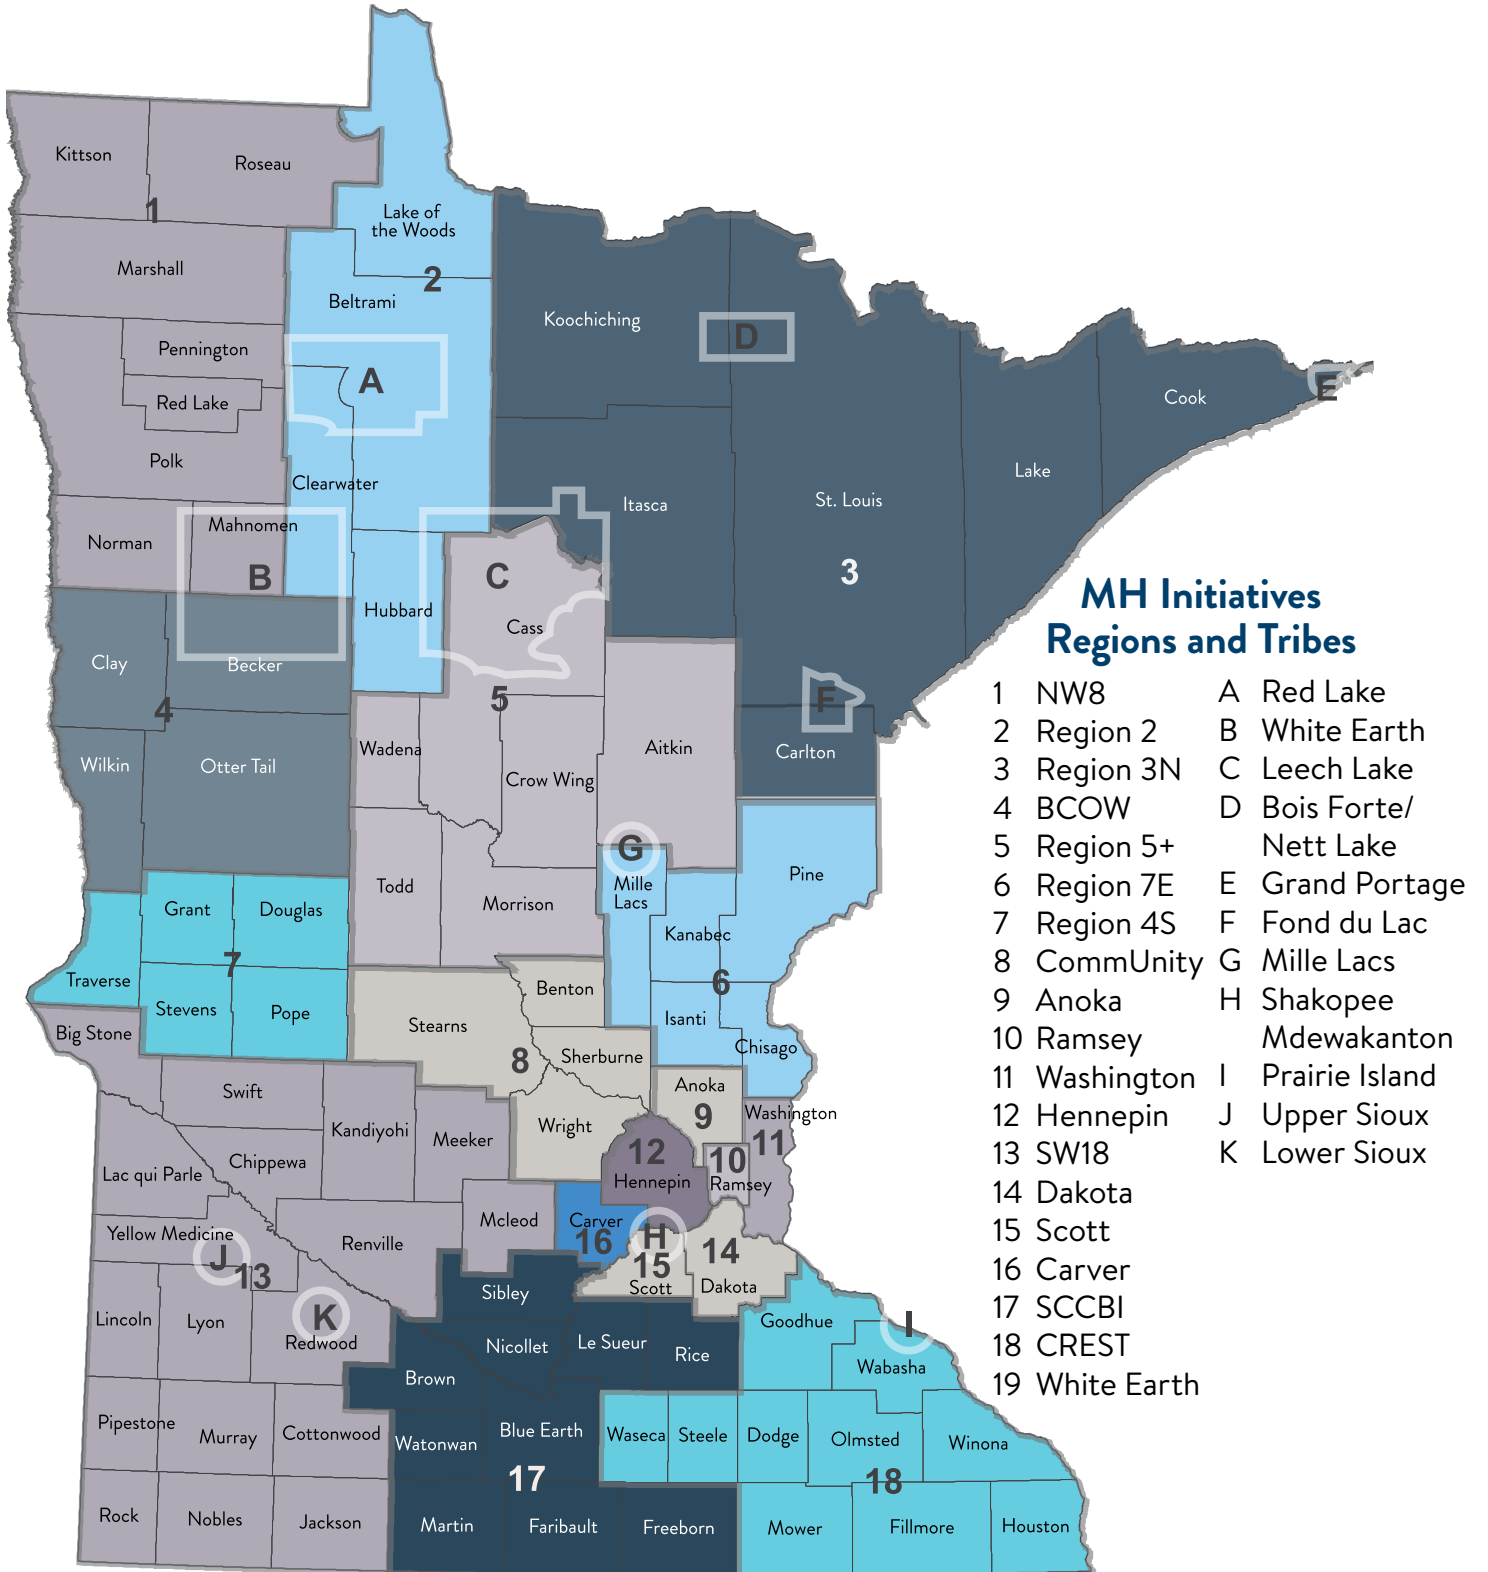 Kittson
Roseau
1
Lake of
the Woods
Marshall
2
Beltrami
Koochiching
D
Pennington
A
E
Red Lake
Cook
Polk
Lake
Clearwater
St. Louis
Itasca
Mahnomen
Norman
B
C
3
Hubbard
Cass
Clay
Becker
4
5
F
Wadena
Aitkin
Carlton
Wilkin
Otter Tail
Crow Wing
G
Pine
Mille
Lacs
Todd
Morrison
Grant
Douglas
Kanabec
7
Traverse
6
Benton
Stevens
Pope
Isanti
Stearns
Big Stone
Chisago
8
Sherburne
Anoka
Swift
9
Washington
Wright
Kandiyohi
Meeker
11
12
10
Chippewa
Lac qui Parle
Hennepin
Ramsey
Mcleod
Carver
Yellow Medicine
Renville
H
16
14
J
13
15
Scott
Dakota
Sibley
K
Lincoln
Lyon
Redwood
Goodhue
I
Nicollet
Le Sueur
Rice
Wabasha
Brown
Pipestone
Murray
Cottonwood
Watonwan
Blue Earth
Waseca
Steele
Dodge
Olmsted
Winona
17
18
Rock
Nobles
Jackson
Martin
Faribault
Freeborn
Mower
Fillmore
Houston
MH Initiatives
Regions and Tribes
1 NW8
2 Region 2
3 Region 3N
4 BCOW
5 Region 5+
6 Region 7E
7 Region 4S
8 CommUnity
9 Anoka
10 Ramsey
11 Washington
12 Hennepin
13 SW18
14 Dakota
15 Scott
16 Carver
17 SCCBI
18 CREST
19 White Earth
A Red Lake
B White Earth
C Leech Lake
D Bois Forte/
Nett Lake
E Grand Portage
F Fond du Lac
G Mille Lacs
H Shakopee
Mdewakanton
I Prairie Island
J Upper Sioux
K Lower Sioux